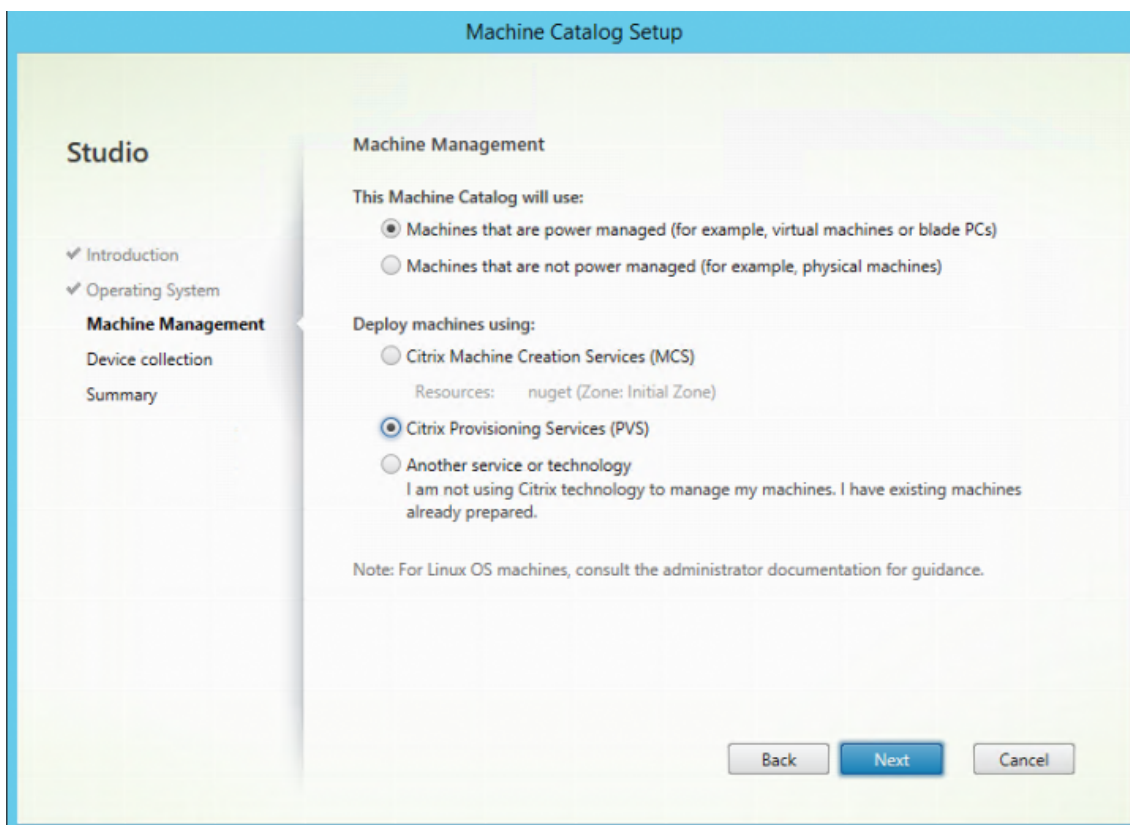 Machine Catalog Setup
Studio
✔ Introduction
✔ Operating System
Machine Management
Device collection
Summary
Machine Management
This Machine Catalog will use:
Machines that are power managed (for example, virtual machines or blade PCs)
Machines that are not power managed (for example, physical machines)
Deploy machines using:
Citrix Machine Creation Services (MCS)
Resources: nuget (Zone: Initial Zone)
Citrix Provisioning Services (PVS)
Another service or technology
I am not using Citrix technology to manage my machines. I have existing machines
already prepared.
Note: For Linux OS machines, consult the administrator documentation for guidance.
Back Next Cancel